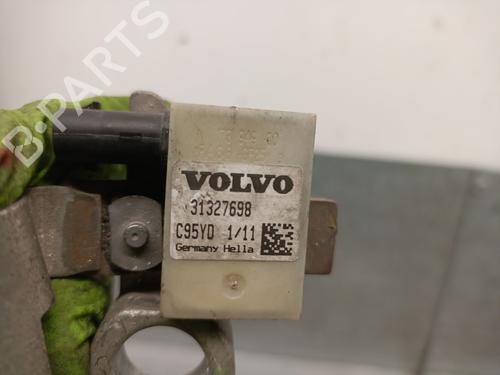 VOLVO
31327698
C95YD 1/11
Germany Hella
B-PARTS